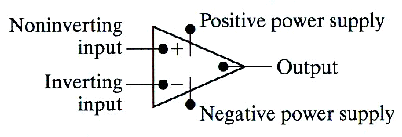 Noninverting
input
+
Positive power supply
Output
Inverting
input
−
Negative power supply